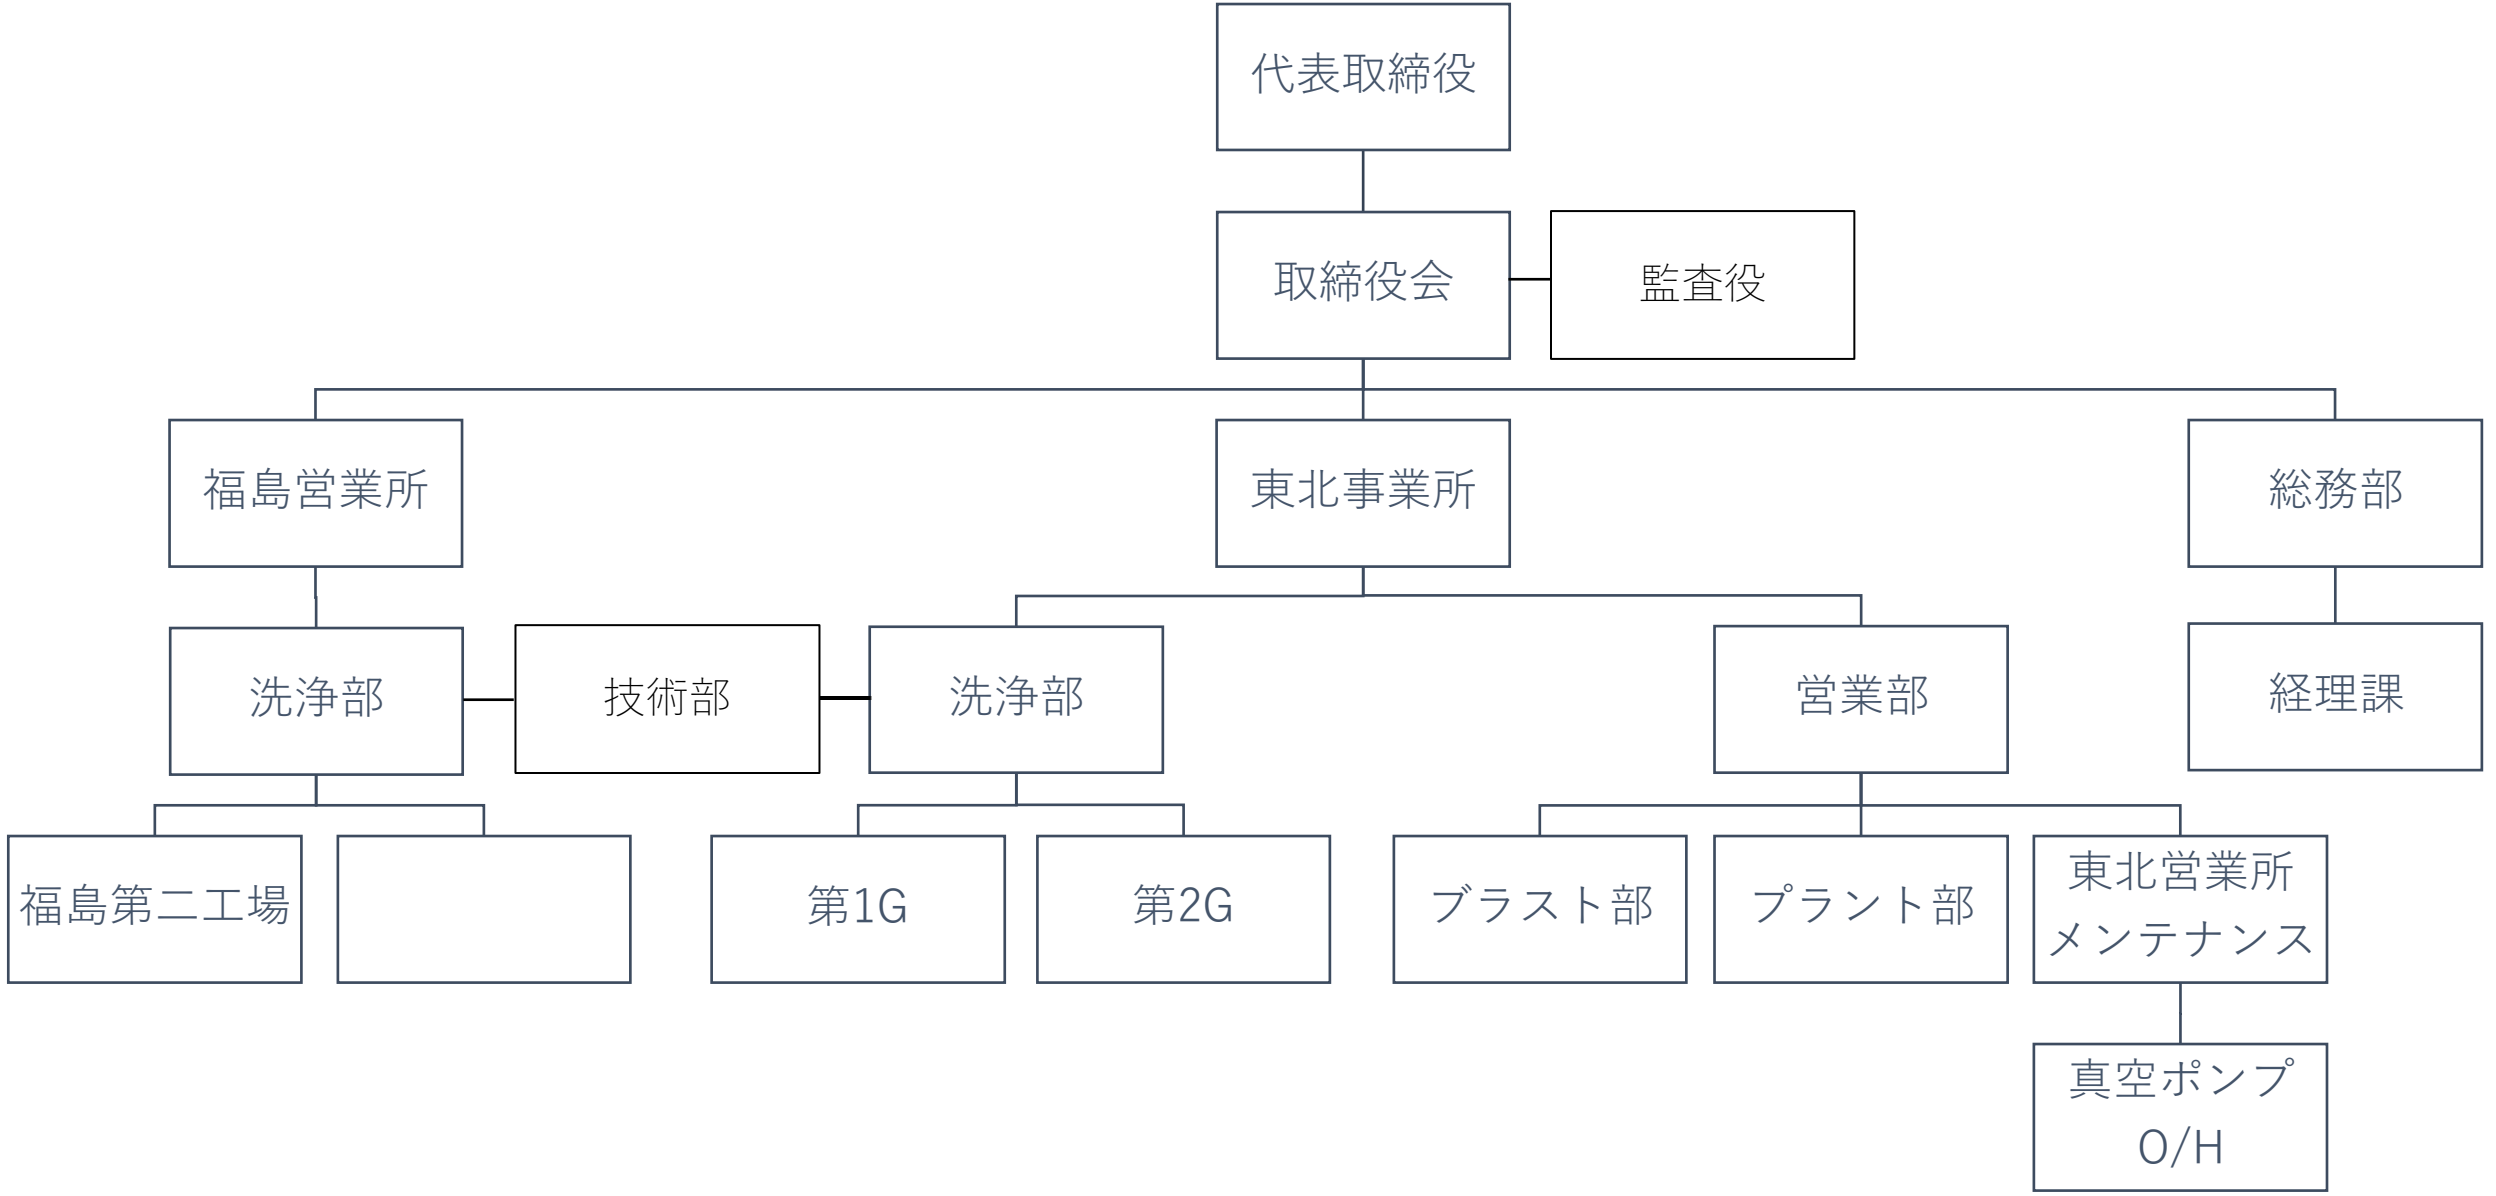 代表取締役
取締役会
監査役
福島営業所
東北事業所
総務部
洗浄部
技術部
洗浄部
営業部
経理課
福島第二工場
第1G
第2G
ブラスト部
プラント部
東北営業所
メンテナンス
真空ポンプ
O/H